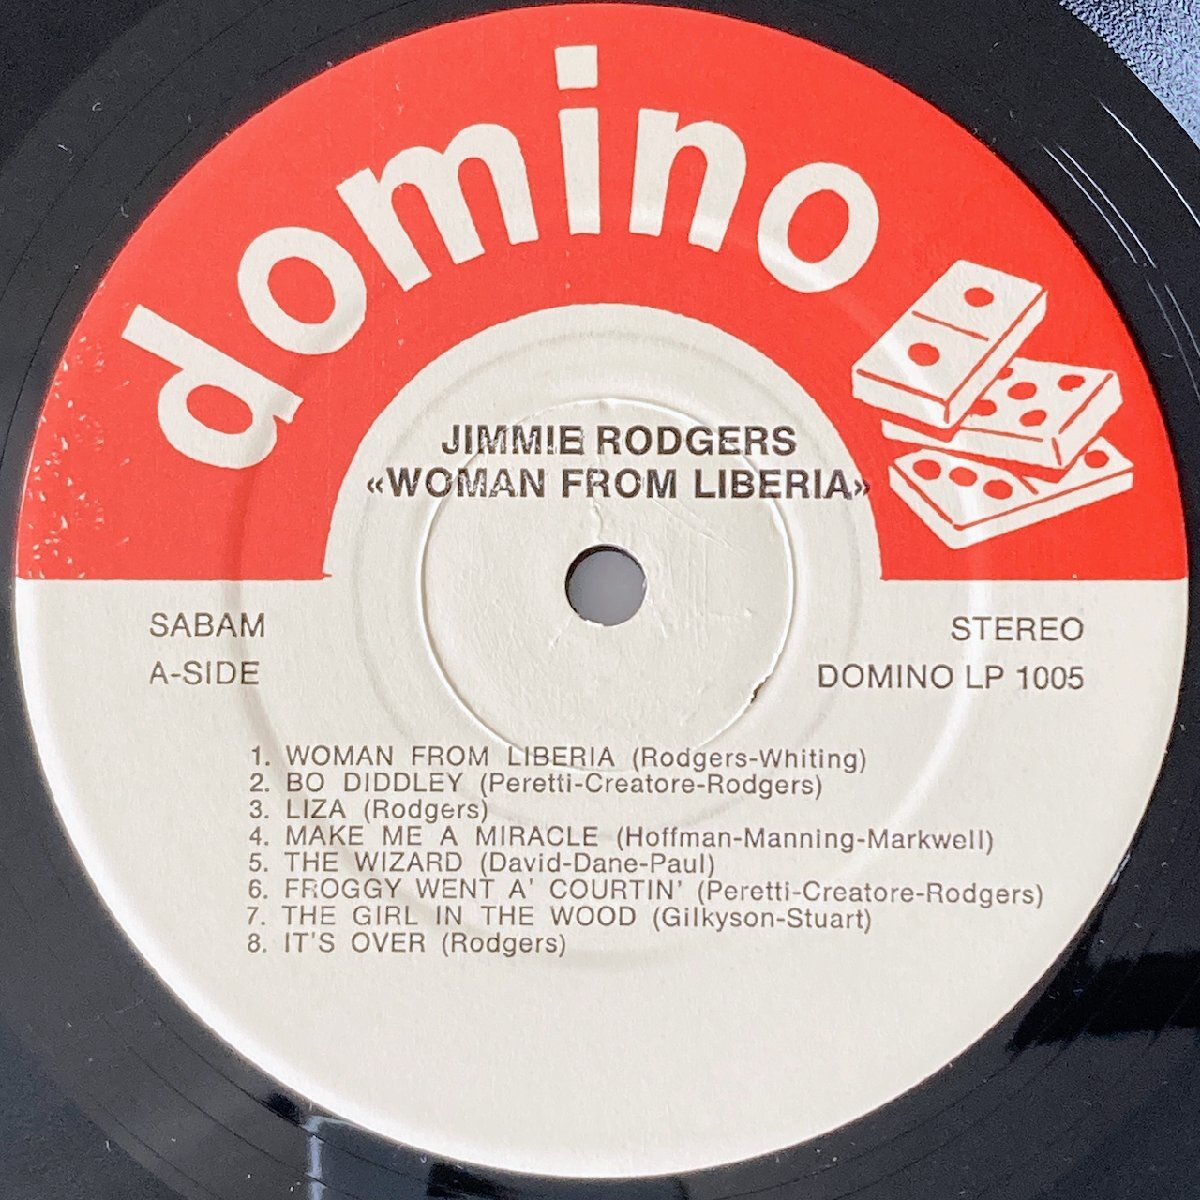 domino
JIMMIE RODGERS
«WOMAN FROM LIBERIA»
SABAM
A-SIDE
STEREO
DOMINO LP 1005
1. WOMAN FROM LIBERIA (Rodgers-Whiting)
2. BO DIDDLEY (Peretti-Creatore-Rodgers)
3. LIZA (Rodgers)
4. MAKE ME A MIRACLE (Hoffman-Manning-Markwell)
5. THE WIZARD (David-Dane-Paul)
6. FROGGY WENT A' COURTIN' (Peretti-Creatore-Rodgers)
7. THE GIRL IN THE WOOD (Gilkyson-Stuart)
8. IT'S OVER (Rodgers)